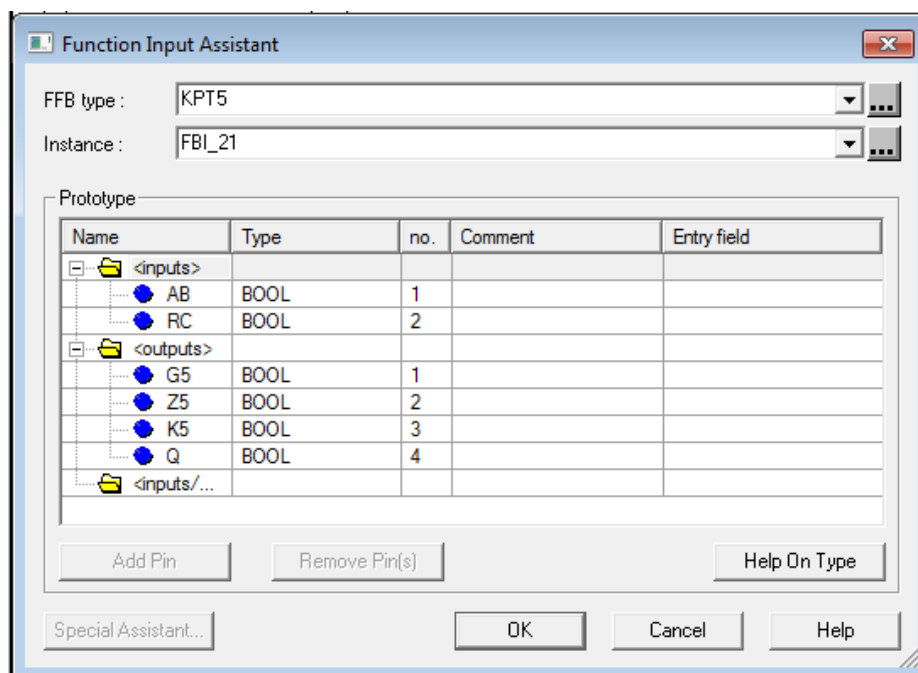 Function Input Assistant
FFB type : KPT5 ...
Instance : FBI_21 ...
Prototype
Name Type no. Comment Entry field
<inputs>
AB BOOL 1
RC BOOL 2
<outputs>
G5 BOOL 1
Z5 BOOL 2
K5 BOOL 3
Q BOOL 4
<inputs/...
Add Pin Remove Pin(s) Help On Type
Special Assistant... OK Cancel Help